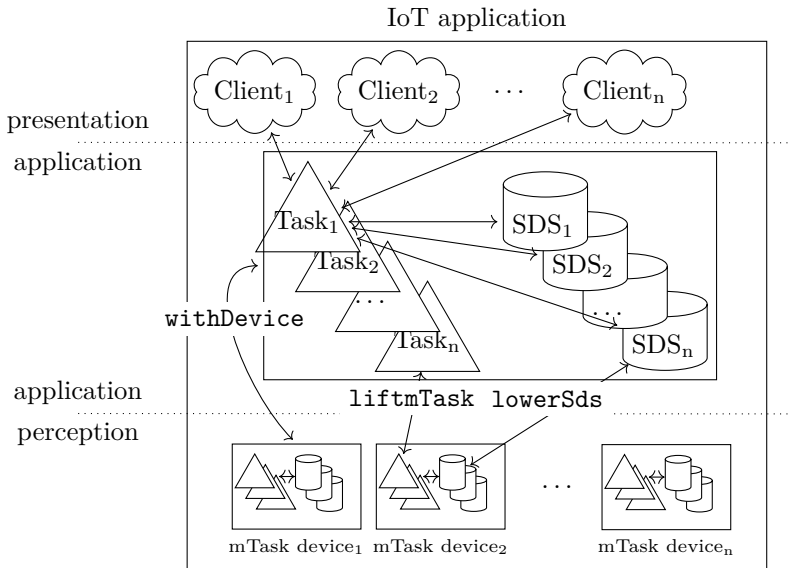 IoT application
Client₁ Client₂ ... Clientₙ
presentation
application
Task₁ SDS₁
Task₂ SDS₂
... ...
Taskₙ SDSₙ
withDevice
liftmTask lowerSds
application
perception
...
mTask device₁ mTask device₂ mTask deviceₙ